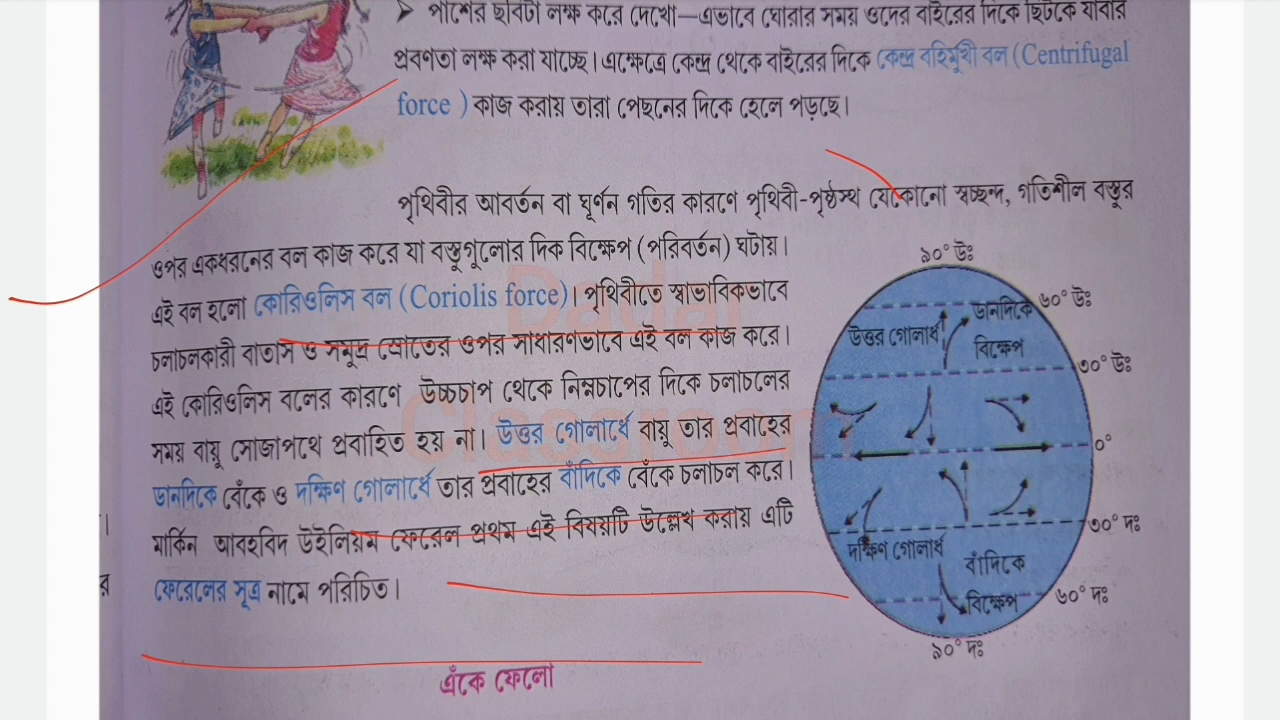 ➤ পাশের ছবিটা লক্ষ করে দেখো—এভাবে ঘোরার সময় ওদের বাইরের দিকে ছিটকে যাবার
প্রবণতা লক্ষ করা যাচ্ছে। এক্ষেত্রে কেন্দ্র থেকে বাইরের দিকে কেন্দ্র বহির্মুখী বল (Centrifugal
force ) কাজ করায় তারা পেছনের দিকে হেলে পড়ছে।
পৃথিবীর আবর্তন বা ঘূর্ণন গতির কারণে পৃথিবী-পৃষ্ঠস্থ যেকোনো স্বচ্ছন্দ, গতিশীল বস্তুর
ওপর একধরনের বল কাজ করে যা বস্তুগুলোর দিক বিক্ষেপ (পরিবর্তন) ঘটায়।
এই বল হলো কোরিওলিস বল (Coriolis force)। পৃথিবীতে স্বাভাবিকভাবে
চলাচলকারী বাতাস ও সমুদ্র স্রোতের ওপর সাধারণভাবে এই বল কাজ করে।
এই কোরিওলিস বলের কারণে উচ্চচাপ থেকে নিম্নচাপের দিকে চলাচলের
সময় বায়ু সোজাপথে প্রবাহিত হয় না। উত্তর গোলার্ধে বায়ু তার প্রবাহের
ডানদিকে বেঁকে ও দক্ষিণ গোলার্ধে তার প্রবাহের বাঁদিকে বেঁকে চলাচল করে।
মার্কিন আবহবিদ উইলিয়ম ফেরেল প্রথম এই বিষয়টি উল্লেখ করায় এটি
ফেরেলের সূত্র নামে পরিচিত।
৯০° উঃ
৬০° উঃ
ডানদিকে
উত্তর গোলার্ধ
বিক্ষেপ
৩০° উঃ
০°
৩০° দঃ
দক্ষিণ গোলার্ধ
বাঁদিকে
বিক্ষেপ
৬০° দঃ
৯০° দঃ
।
র
এঁকে ফেলো
Dadar
Classroom